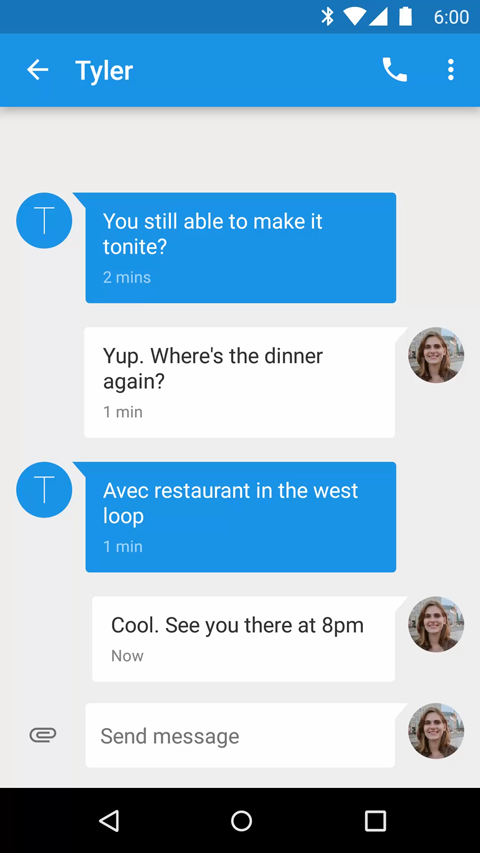 6:00
Tyler
T
You still able to make it
tonite?
2 mins
Yup. Where's the dinner
again?
1 min
T
Avec restaurant in the west
loop
1 min
Cool. See you there at 8pm
Now
Send message